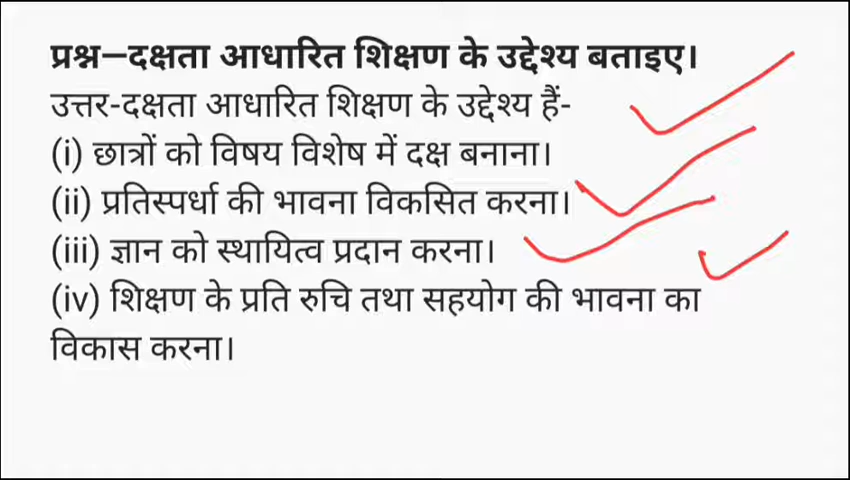 प्रश्न–दक्षता आधारित शिक्षण के उद्देश्य बताइए।
उत्तर-दक्षता आधारित शिक्षण के उद्देश्य हैं-
(i) छात्रों को विषय विशेष में दक्ष बनाना।
(ii) प्रतिस्पर्धा की भावना विकसित करना।
(iii) ज्ञान को स्थायित्व प्रदान करना।
(iv) शिक्षण के प्रति रुचि तथा सहयोग की भावना का
विकास करना।